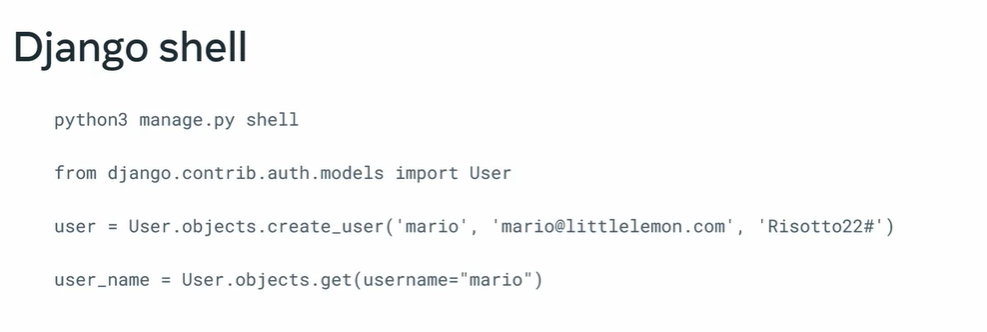 Django shell
python3 manage.py shell
from django.contrib.auth.models import User
user = User.objects.create_user('mario', 'mario@littlelemon.com', 'Risotto22#')
user_name = User.objects.get(username="mario")